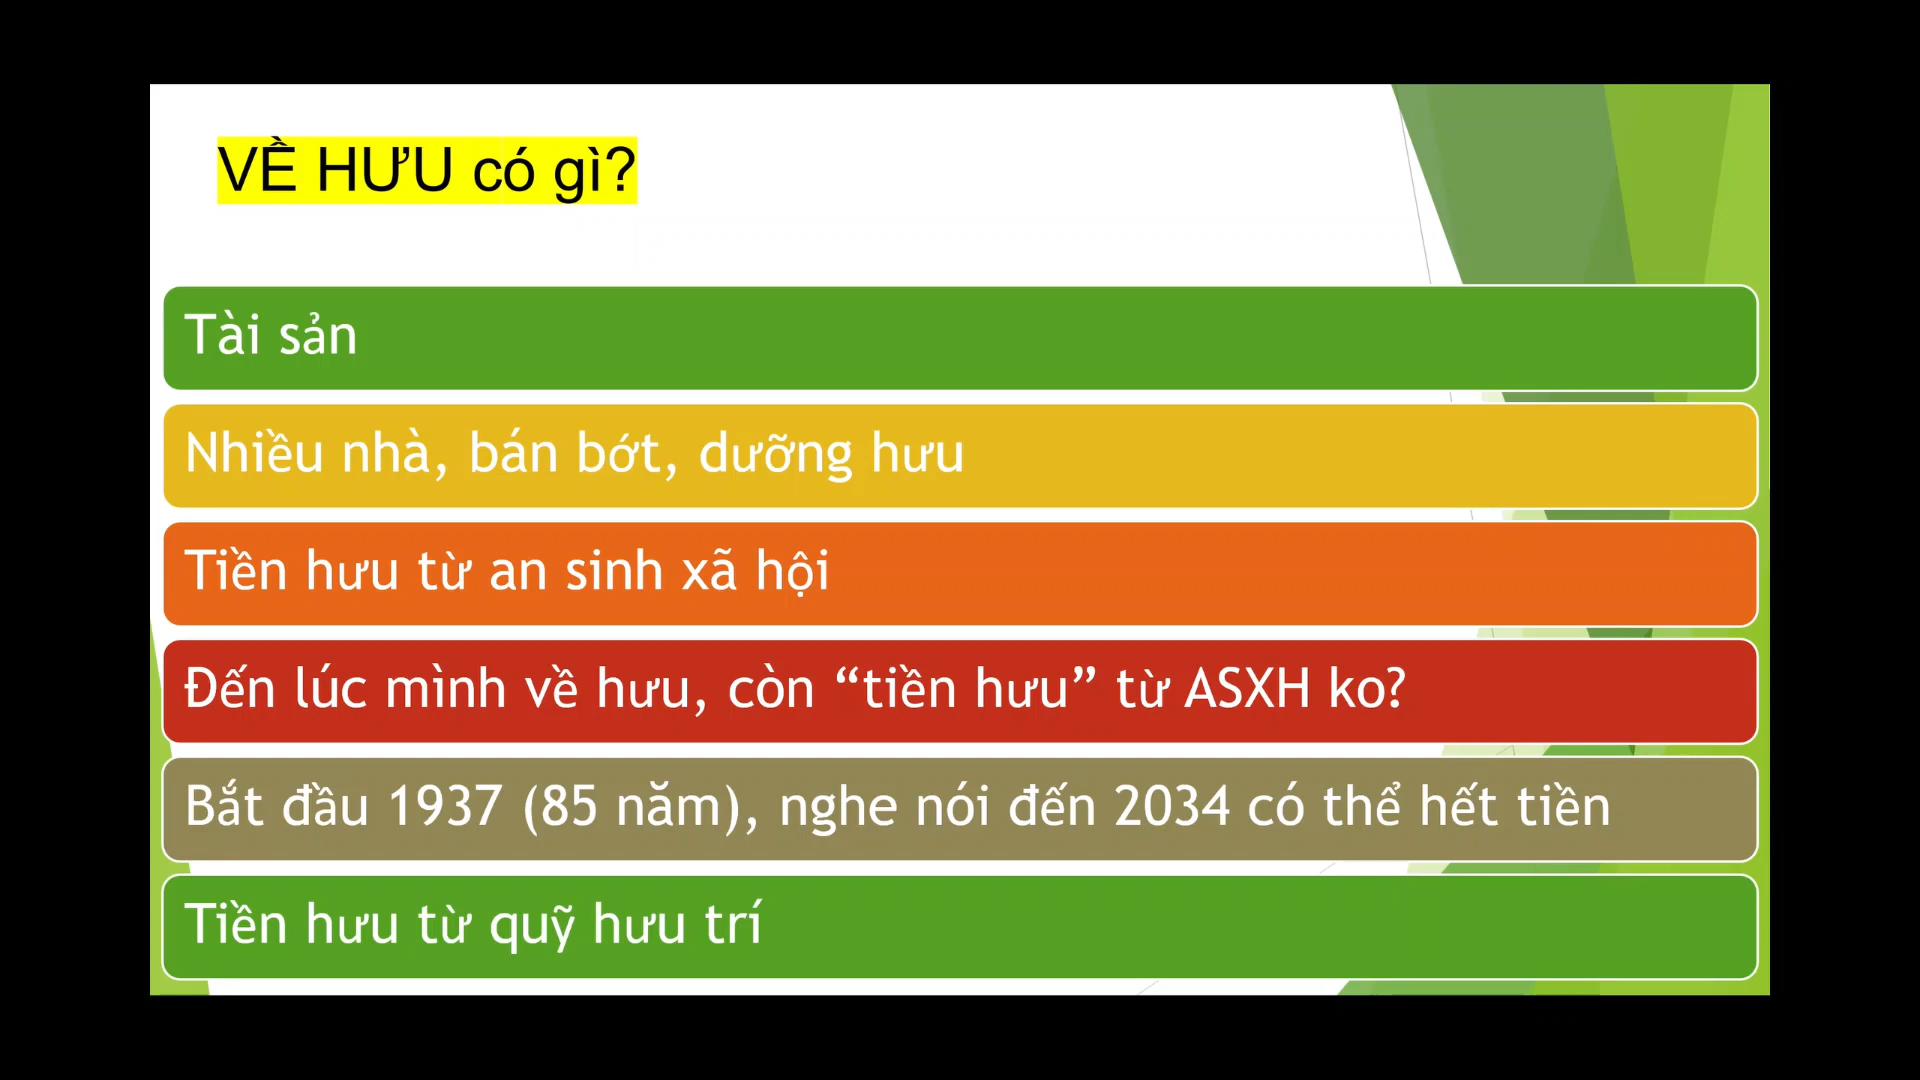 VỀ HƯU có gì?
Tài sản
Nhiều nhà, bán bớt, dưỡng hưu
Tiền hưu từ an sinh xã hội
Đến lúc mình về hưu, còn “tiền hưu” từ ASXH ko?
Bắt đầu 1937 (85 năm), nghe nói đến 2034 có thể hết tiền
Tiền hưu từ quỹ hưu trí